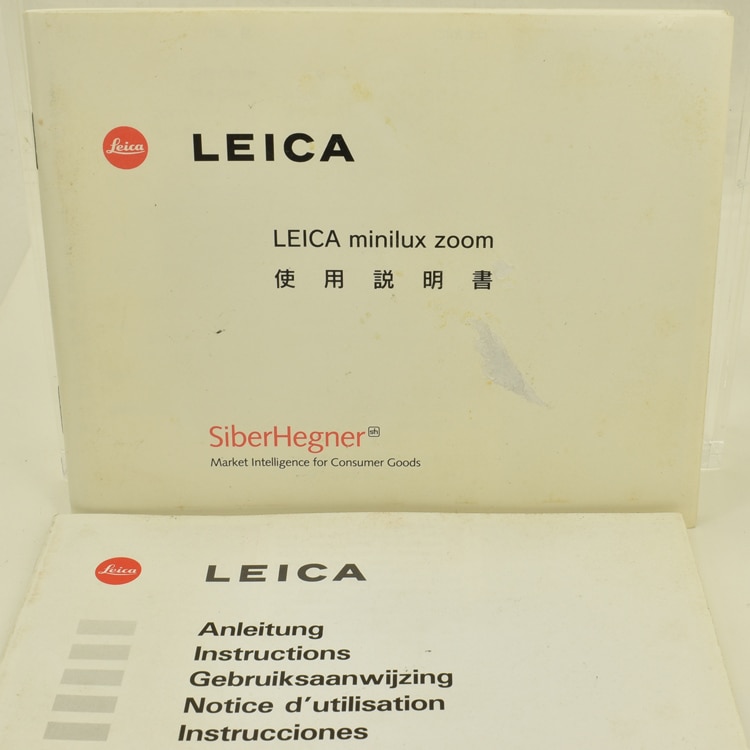 Leica LEICA
LEICA minilux zoom
使用説明書
SiberHegner sh
Market Intelligence for Consumer Goods
Leica LEICA
Anleitung
Instructions
Gebruiksaanwijzing
Notice d'utilisation
Instrucciones